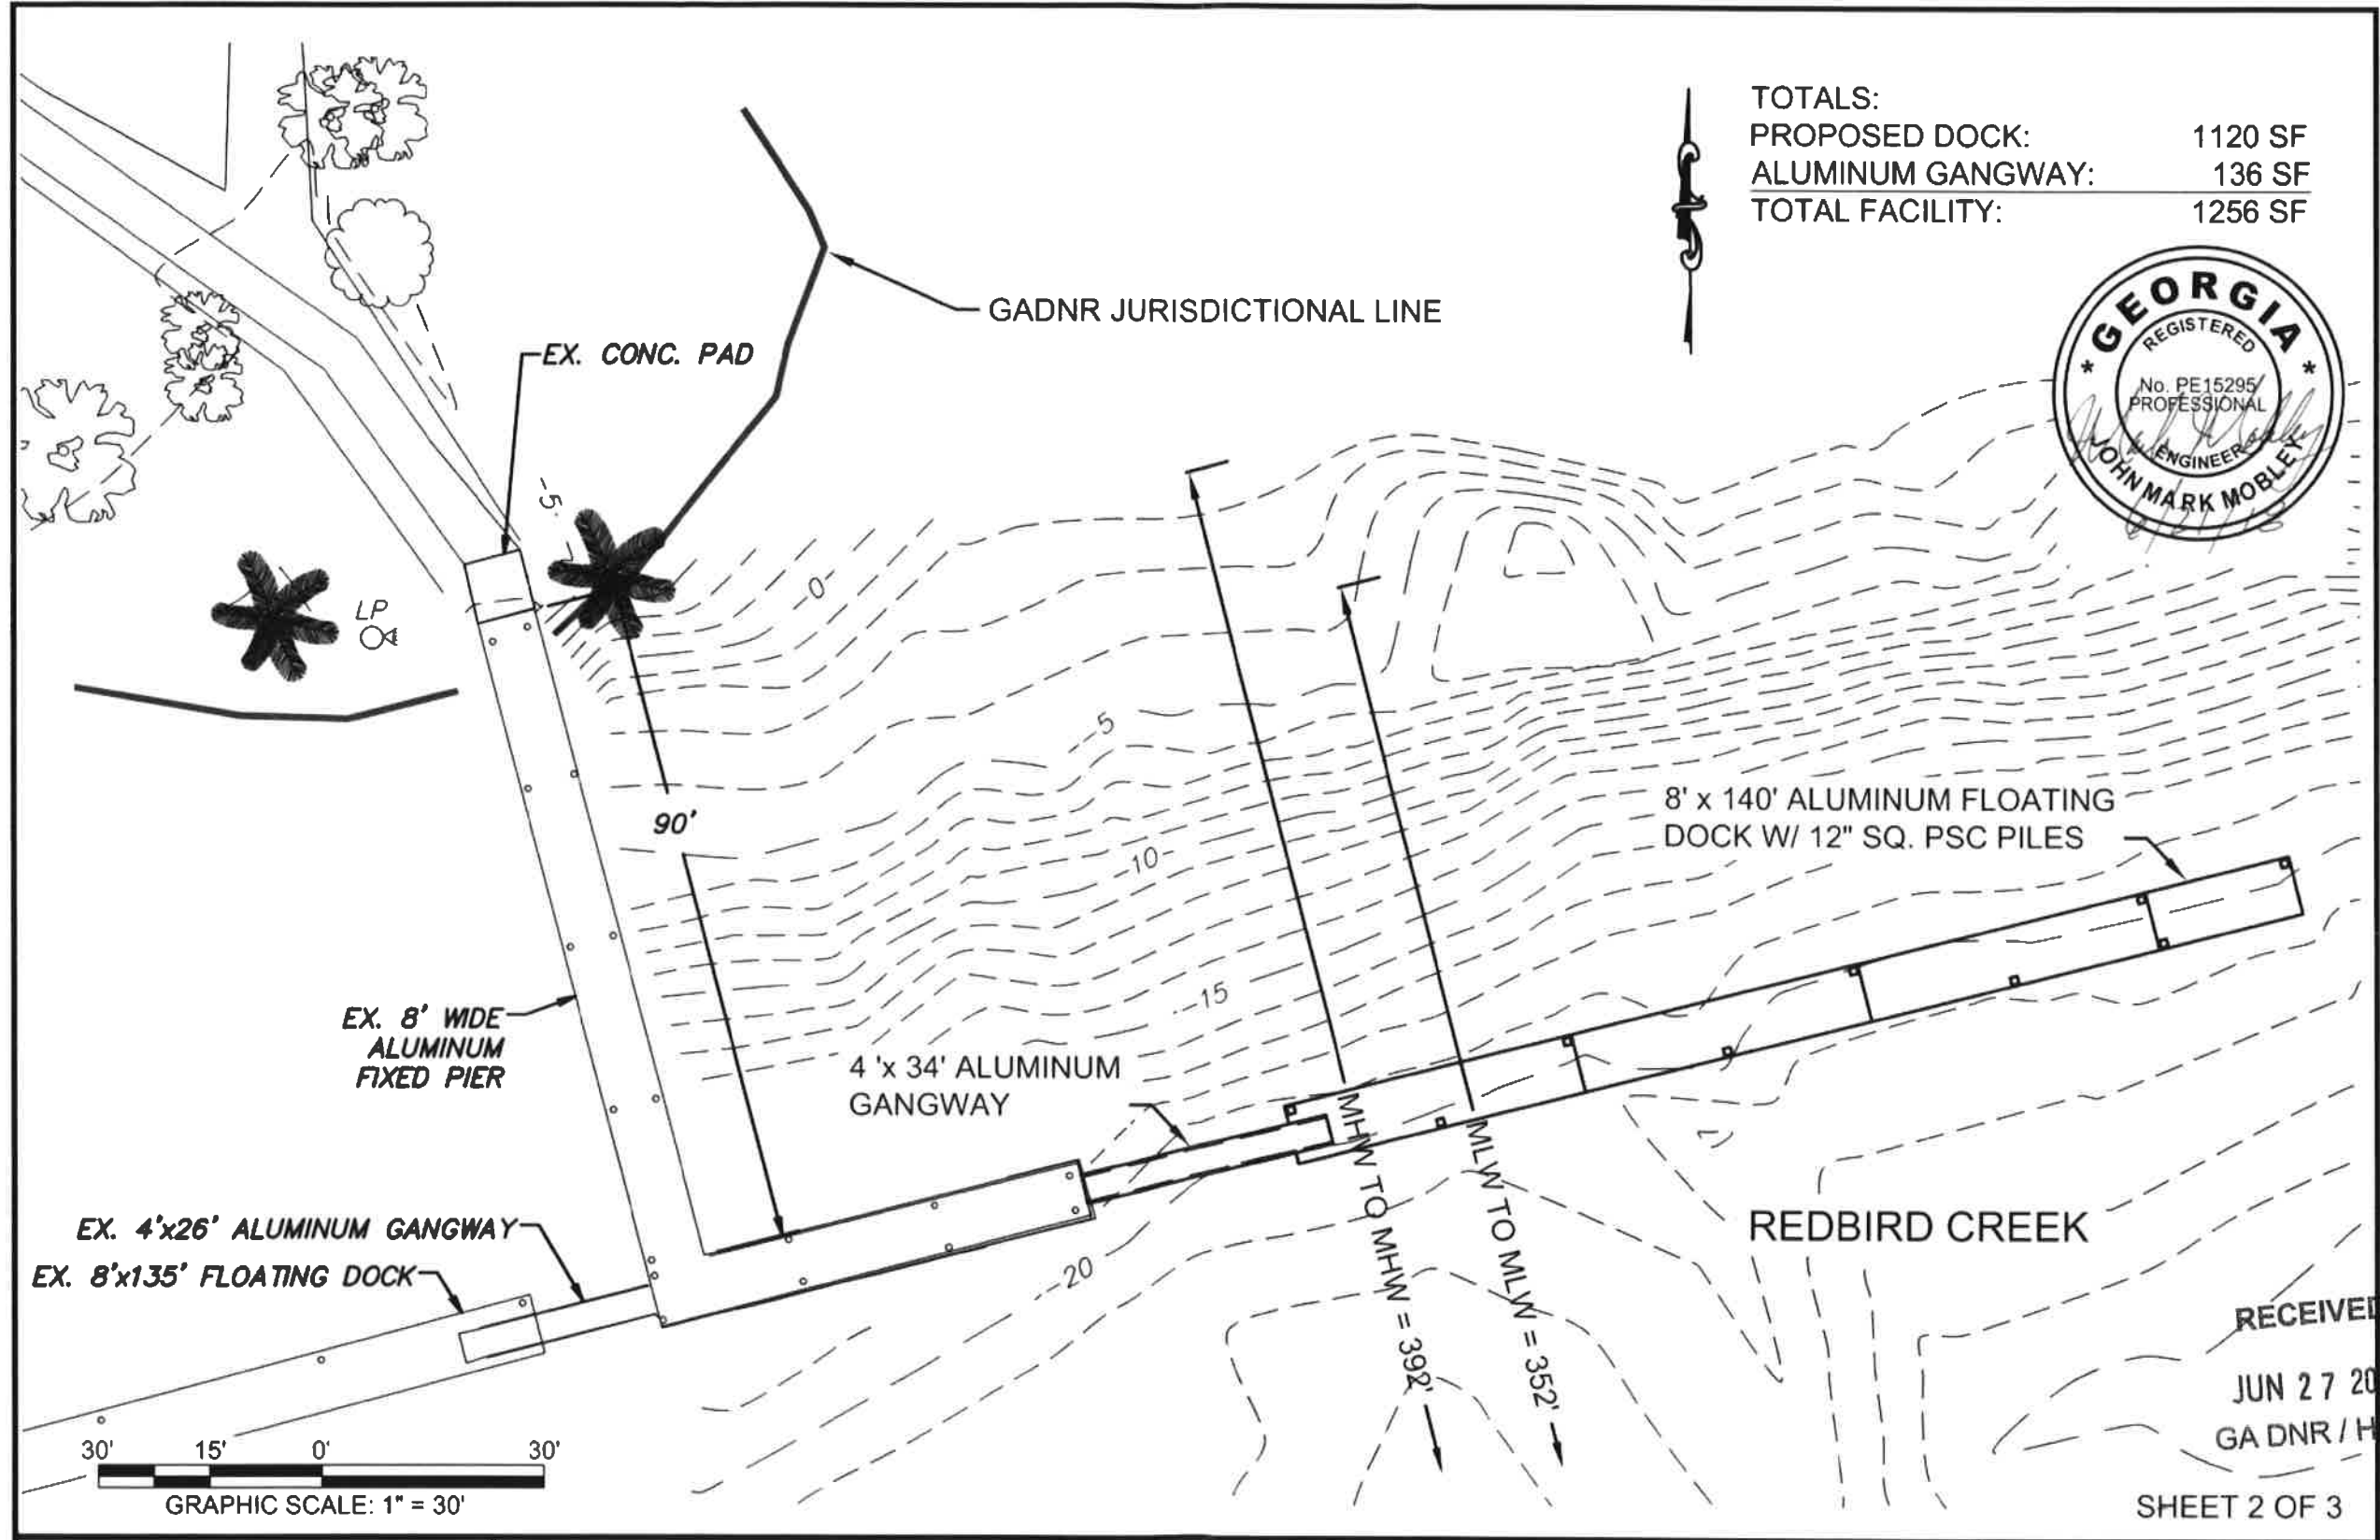 TOTALS:
PROPOSED DOCK: 1120 SF
ALUMINUM GANGWAY: 136 SF
TOTAL FACILITY: 1256 SF
GEORGIA
REGISTERED
No. PE15295
PROFESSIONAL
ENGINEER
JOHN MARK MOBLEY
GADNR JURISDICTIONAL LINE
EX. CONC. PAD
-5
0
LP
-5
90'
8' x 140' ALUMINUM FLOATING
DOCK W/ 12" SQ. PSC PILES
-10
-15
EX. 8' WIDE
ALUMINUM
FIXED PIER
4 'x 34' ALUMINUM
GANGWAY
MHW TO MHW = 392'
MLW TO MLW = 352'
REDBIRD CREEK
EX. 4'x26' ALUMINUM GANGWAY
EX. 8'x135' FLOATING DOCK
-20
RECEIVED
JUN 27 20
GA DNR / H
30' 15' 0' 30'
GRAPHIC SCALE: 1" = 30'
SHEET 2 OF 3